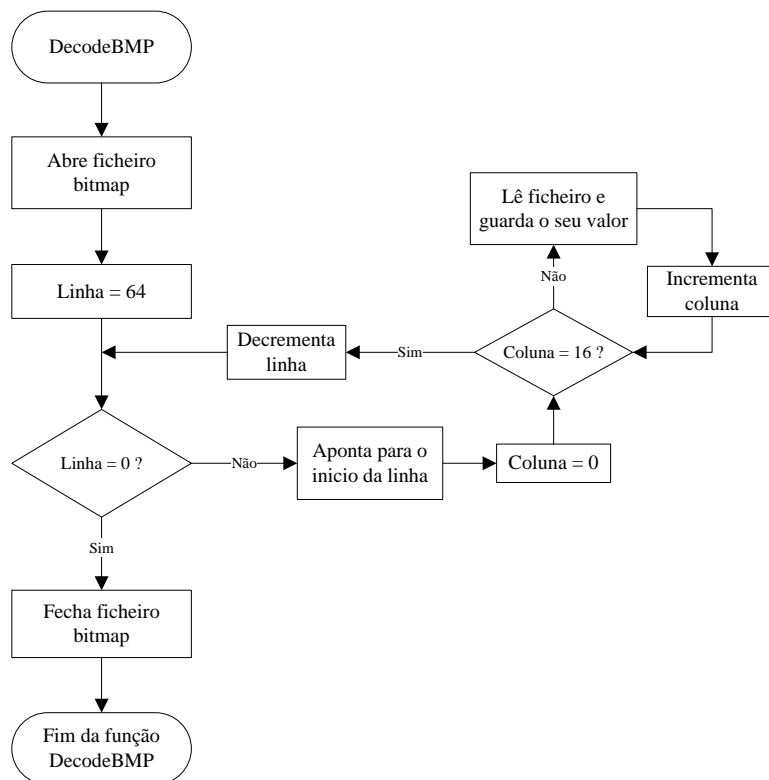 DecodeBMP
Abre ficheiro
bitmap
Linha = 64
Lê ficheiro e
guarda o seu valor
Não
Incrementa
coluna
Decrementa
linha
Sim
Coluna = 16 ?
Linha = 0 ?
Não
Aponta para o
inicio da linha
Coluna = 0
Sim
Fecha ficheiro
bitmap
Fim da função
DecodeBMP